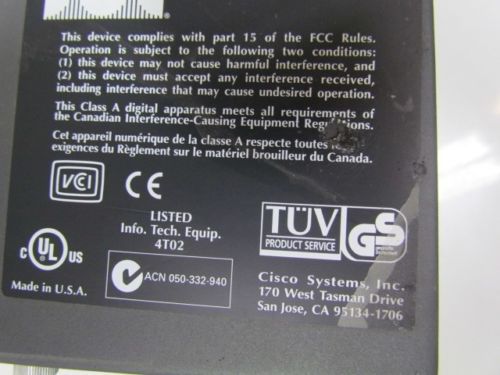 This device complies with part 15 of the FCC Rules.
Operation is subject to the following two conditions:
(1) this device may not cause harmful interference, and
(2) this device must accept any interference received,
including interference that may cause undesired operation.
This Class A digital apparatus meets all requirements of
the Canadian Interference-Causing Equipment
Cet appareil numérique de la classe A respecte toutes
exigences du Règlement sur le matériel brouilleur du Canada.
VCI
CE
LISTED
Info. Tech. Equip.
4T02
C UL US
Made in U.S.A.
ACN 050-332-940
TÜV
PRODUCT SERVICE
GS
Cisco Systems, Inc.
170 West Tasman Drive
San Jose, CA 95134-1706